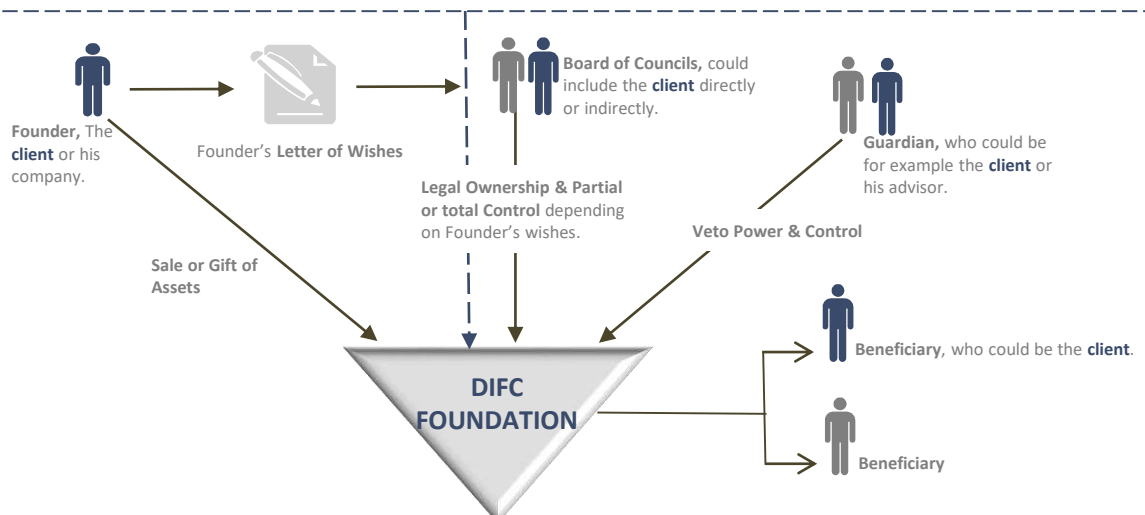 Founder, The
client or his
company.
Founder's Letter of Wishes
Board of Councils, could
include the client directly
or indirectly.
Guardian, who could be
for example the client or
his advisor.
Legal Ownership & Partial
or total Control depending
on Founder's wishes.
Veto Power & Control
Sale or Gift of
Assets
DIFC
FOUNDATION
Beneficiary, who could be the client.
Beneficiary